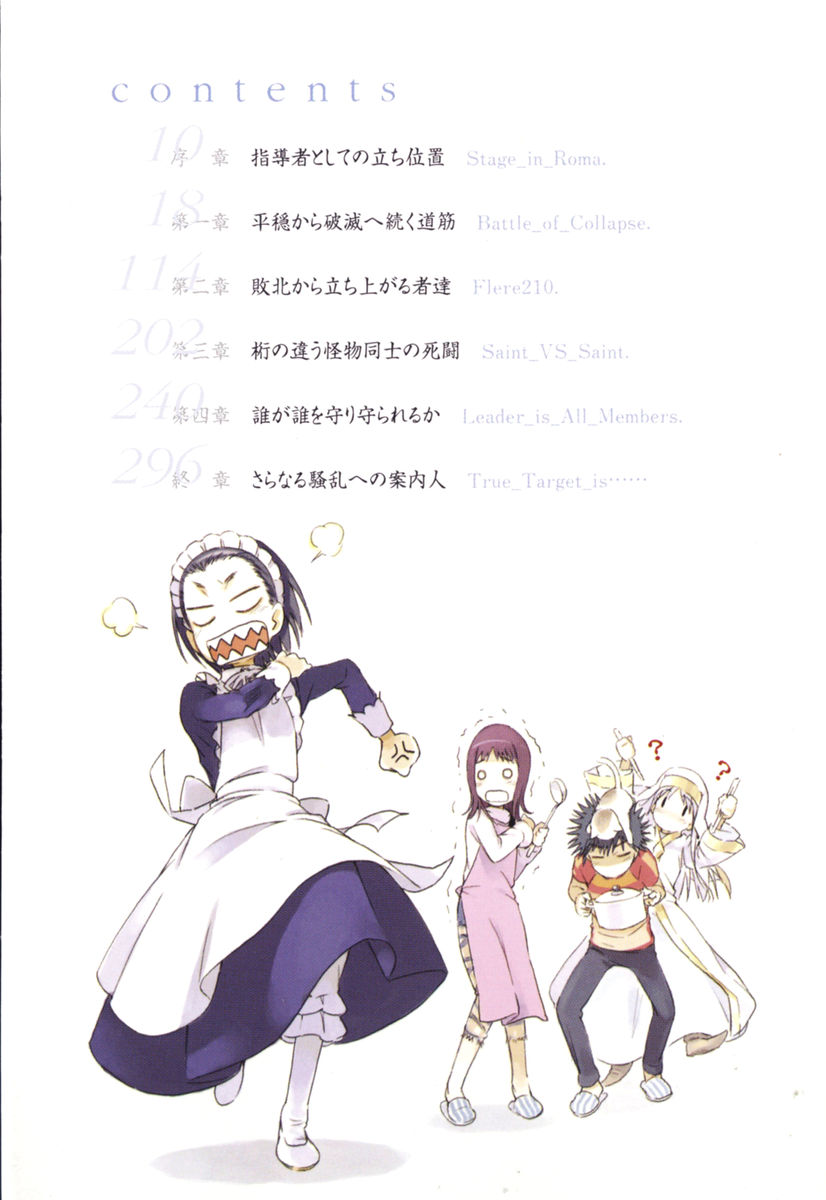 contents
10 序章 指導者としての立ち位置 Stage_in_Roma.
18 第一章 平穏から破滅へ続く道筋 Battle_of_Collapse.
114 第二章 敗北から立ち上がる者達 Flere210.
202 第三章 桁の違う怪物同士の死闘 Saint_VS_Saint.
240 第四章 誰が誰を守り守られるか Leader_is_All_Members.
296 終章 さらなる騒乱への案内人 True_Target_is……
? ?